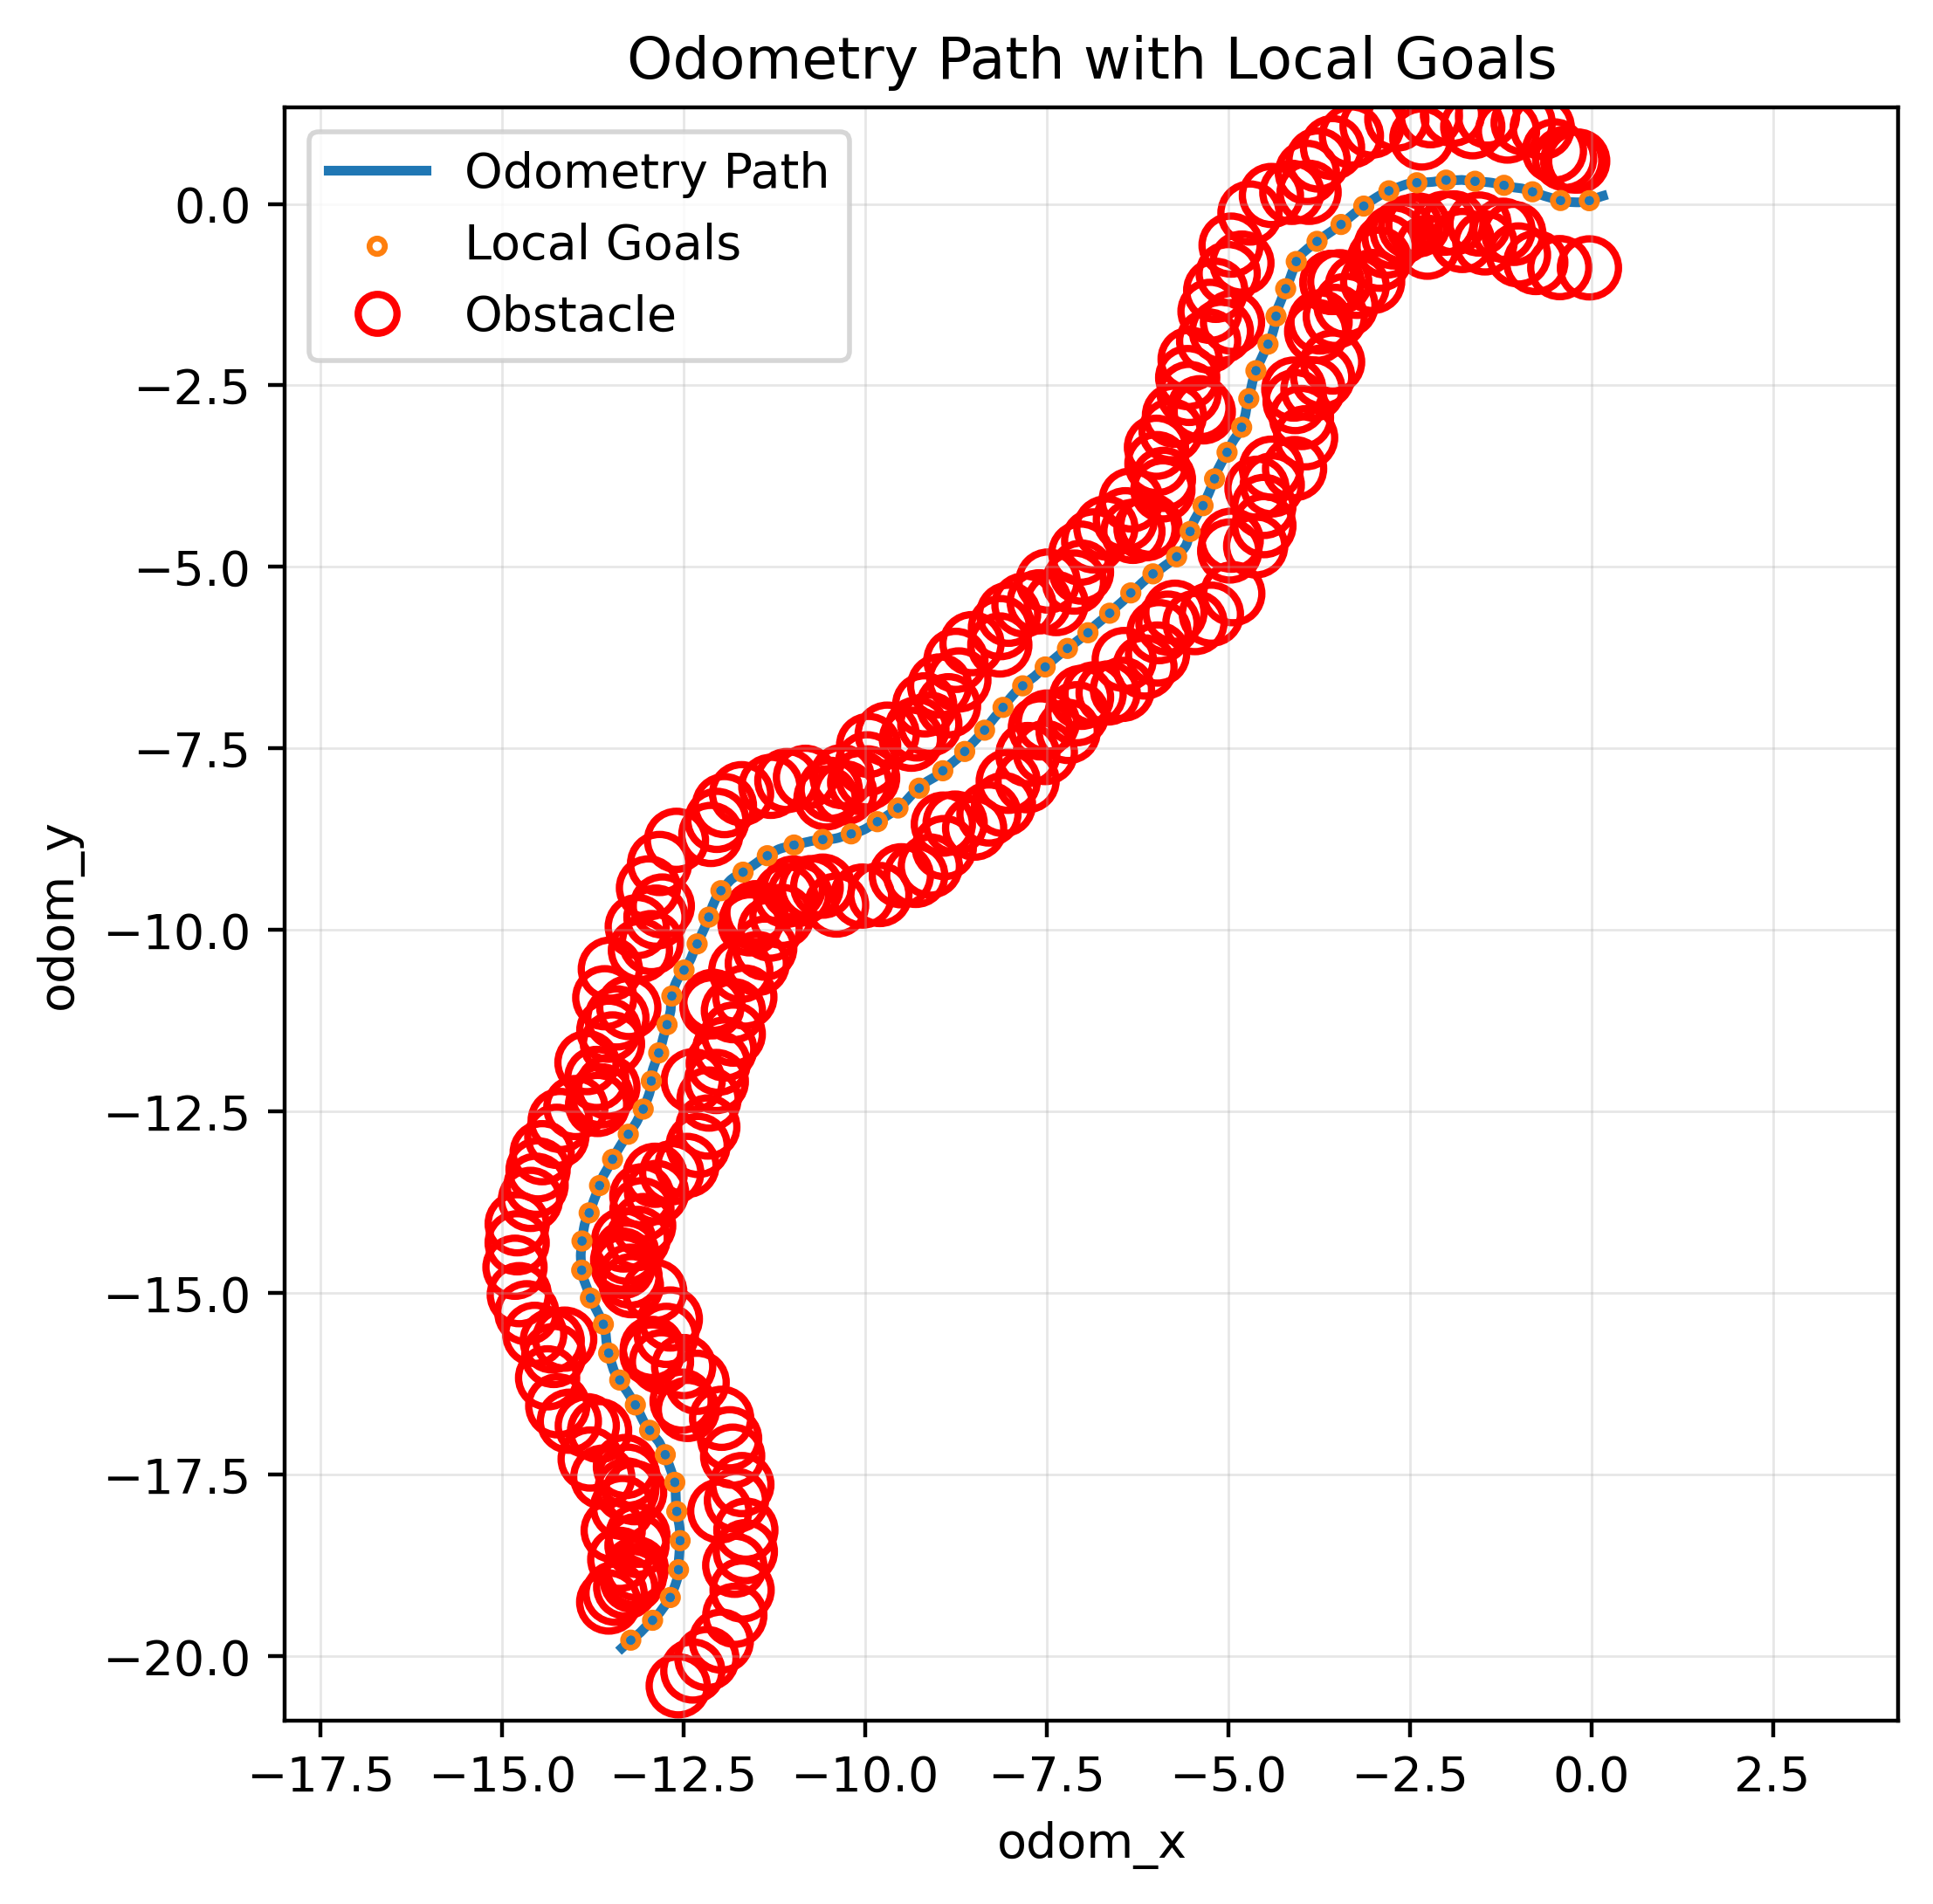 Odometry Path with Local Goals
Odometry Path
Local Goals
Obstacle
0.0
−2.5
−5.0
−7.5
−10.0
−12.5
−15.0
−17.5
−20.0
odom_y
−17.5 −15.0 −12.5 −10.0 −7.5 −5.0 −2.5 0.0 2.5
odom_x